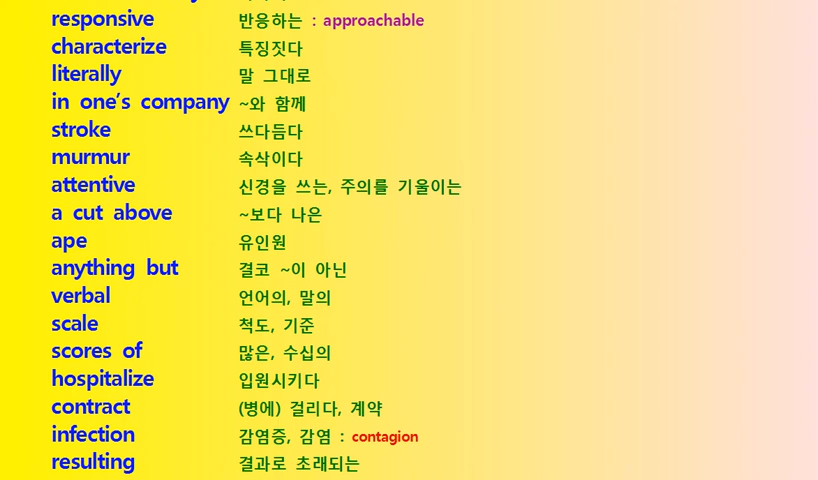 responsive 반응하는 : approachable
characterize 특징짓다
literally 말 그대로
in one’s company ~와 함께
stroke 쓰다듬다
murmur 속삭이다
attentive 신경을 쓰는, 주의를 기울이는
a cut above ~보다 나은
ape 유인원
anything but 결코 ~이 아닌
verbal 언어의, 말의
scale 척도, 기준
scores of 많은, 수십의
hospitalize 입원시키다
contract (병에) 걸리다, 계약
infection 감염증, 감염 : contagion
resulting 결과로 초래되는